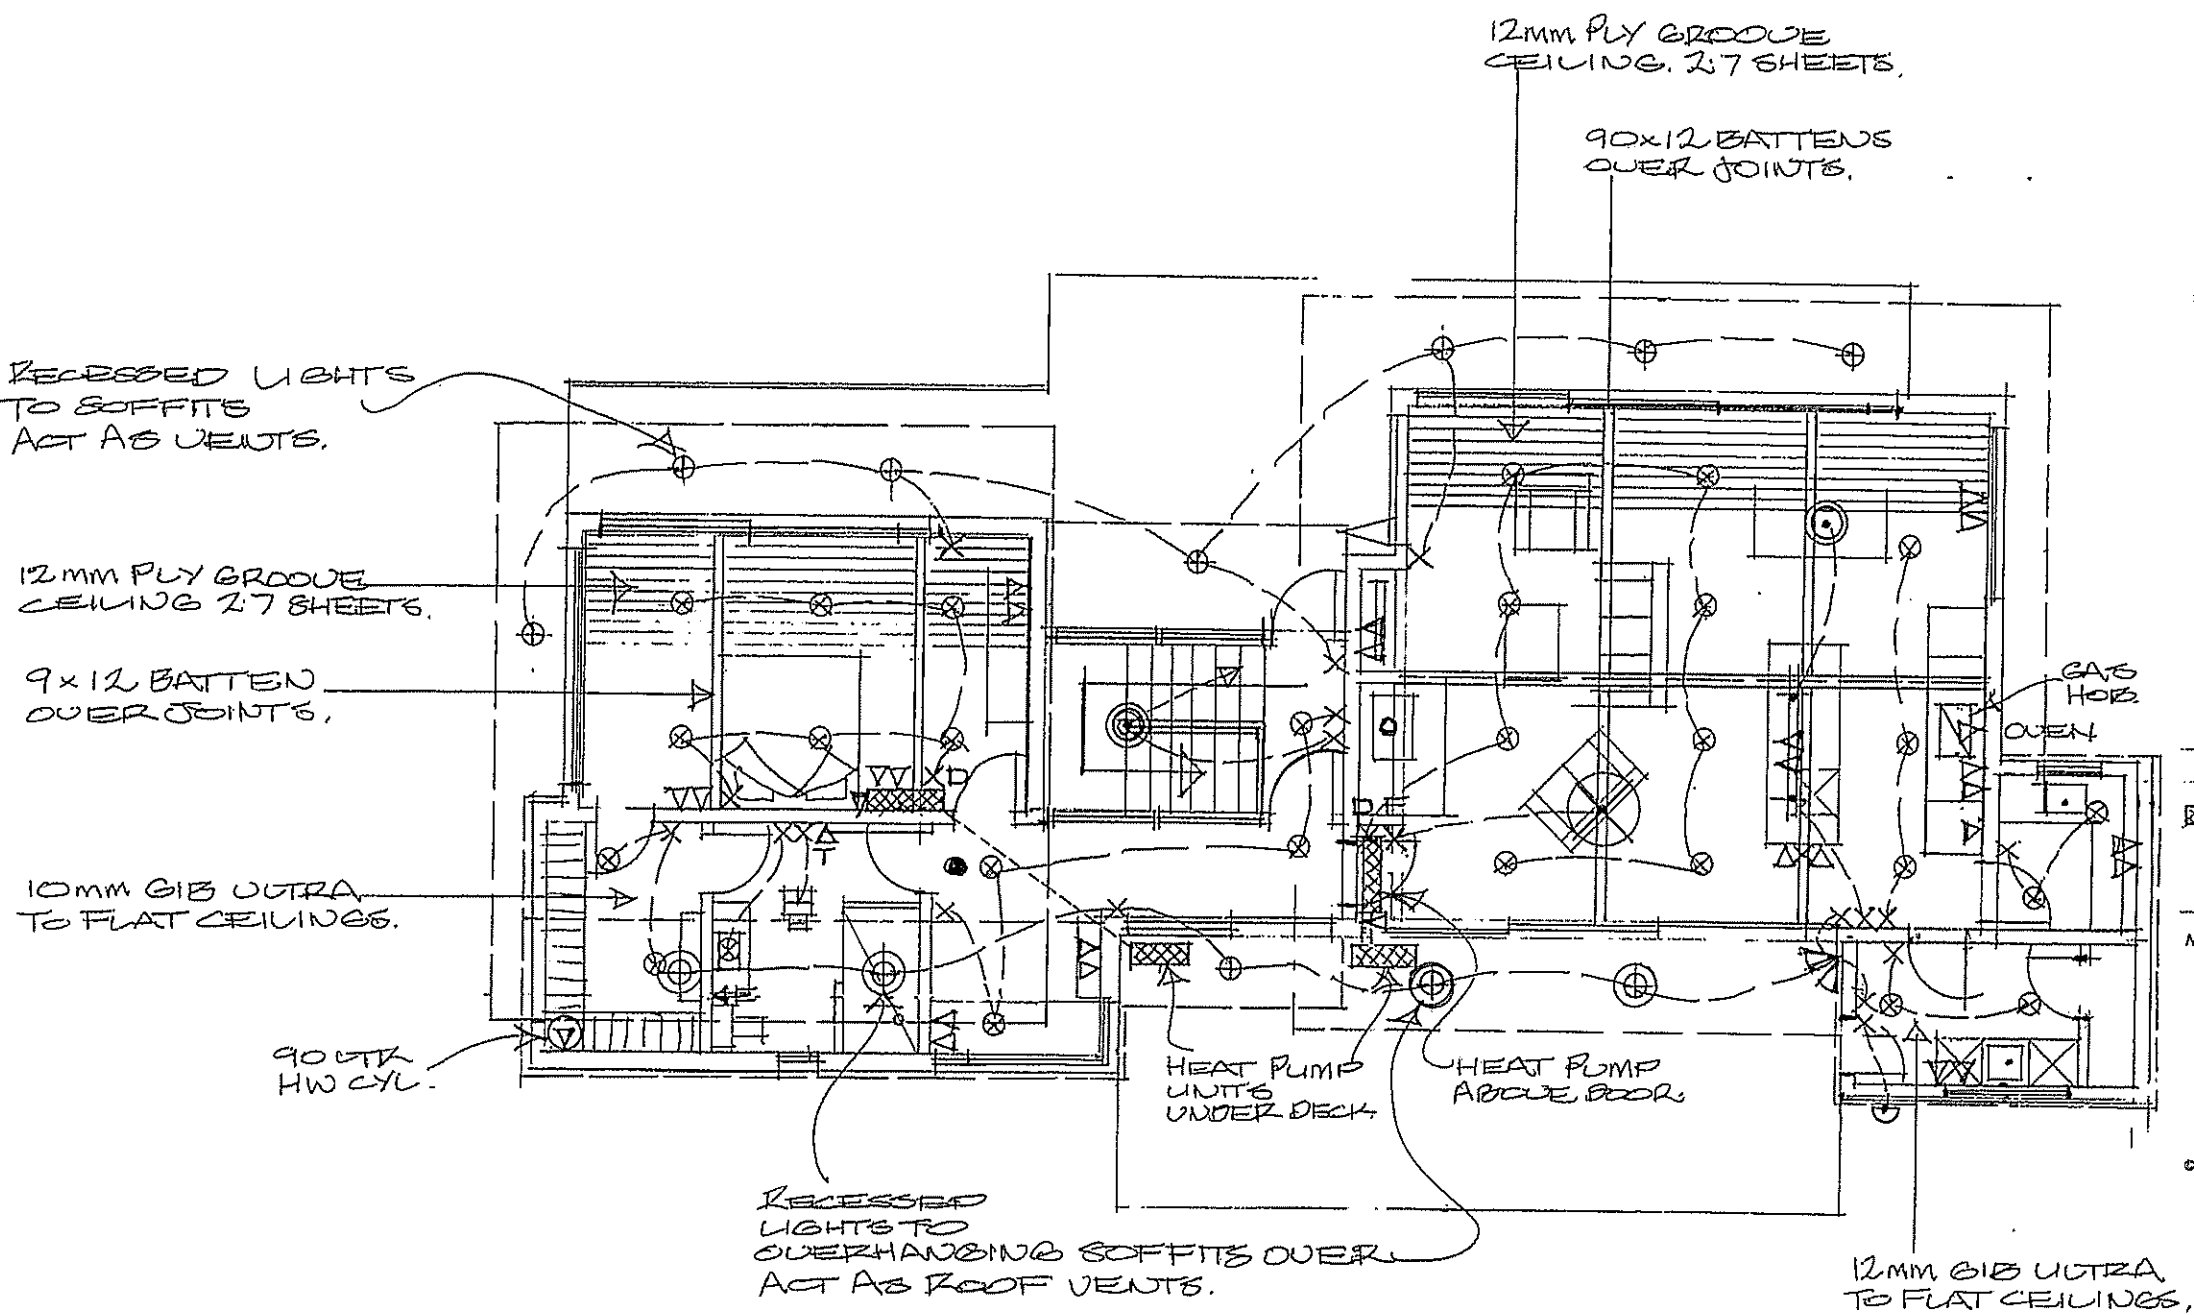 12mm PLY GROOVE
CEILING. 2.7 SHEETS.
90x12 BATTENS
OVER JOINTS.
RECESSED LIGHTS
TO SOFFITS
ACT AS VENTS.
12mm PLY GROOVE
CEILING 2.7 SHEETS.
9x12 BATTEN
OVER JOINTS.
GAS
HOB.
OVEN
10mm GIB ULTRA
TO FLAT CEILINGS.
90 LTR
HW CYL.
HEAT PUMP
UNITS
UNDER DECK
HEAT PUMP
ABOVE DOOR.
RECESSED
LIGHTS TO
OVERHANGING SOFFITS OVER
ACT AS ROOF VENTS.
12mm GIB ULTRA
TO FLAT CEILINGS.